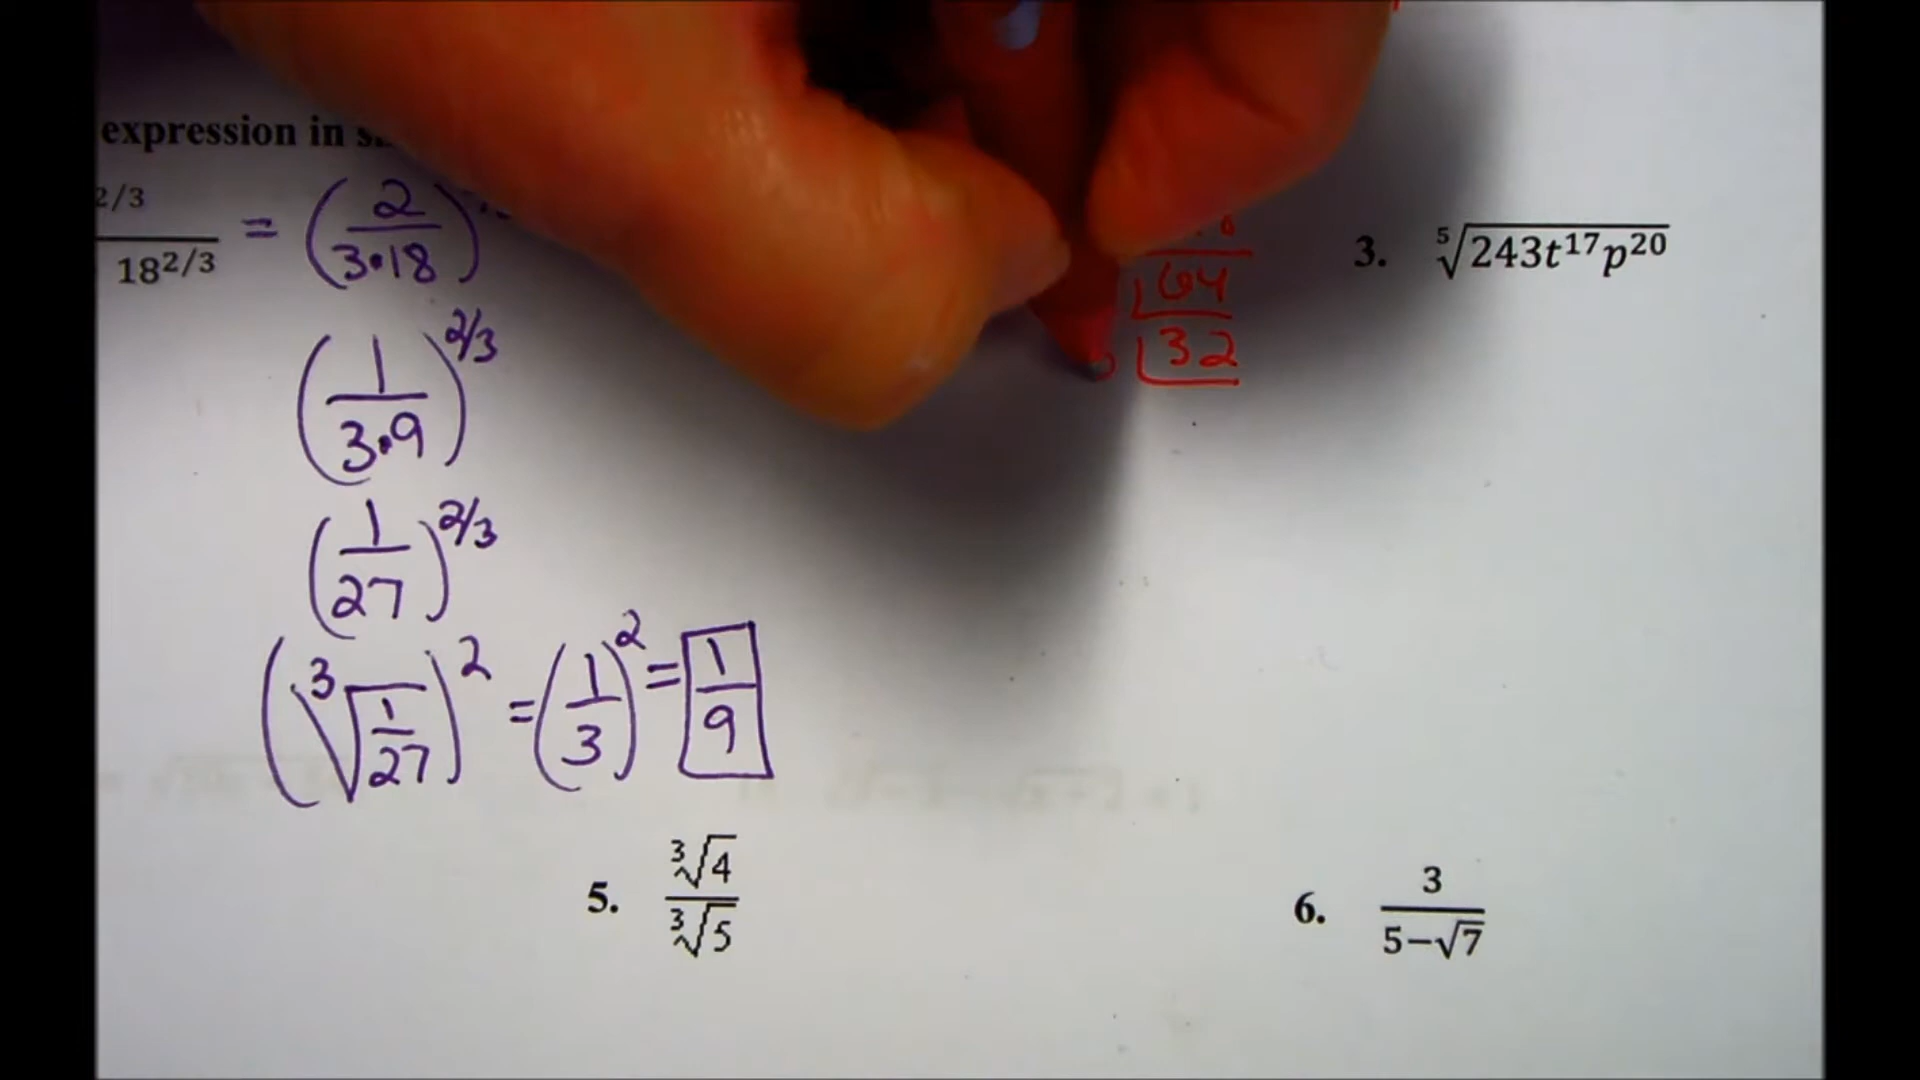 expression in
2/3
18^2/3 = (2/3·18)
(1/3·9)^2/3
(1/27)^2/3
(∛(1/27))^2 = (1/3)^2 = 1/9
64
32
3. ⁵√243t^17p^20
5. ∛4/∛5
6. 3/5−√7